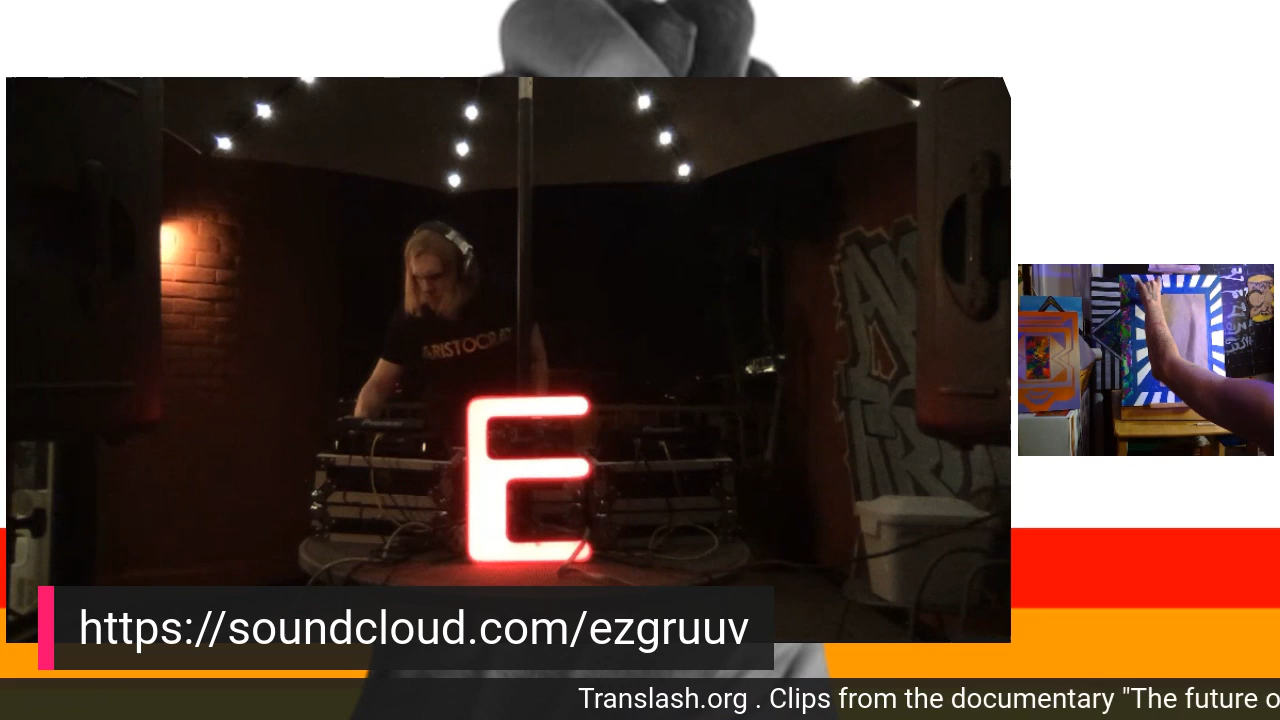 ARISTOCRAT
E
https://soundcloud.com/ezgruuv
Translash.org . Clips from the documentary "The future o